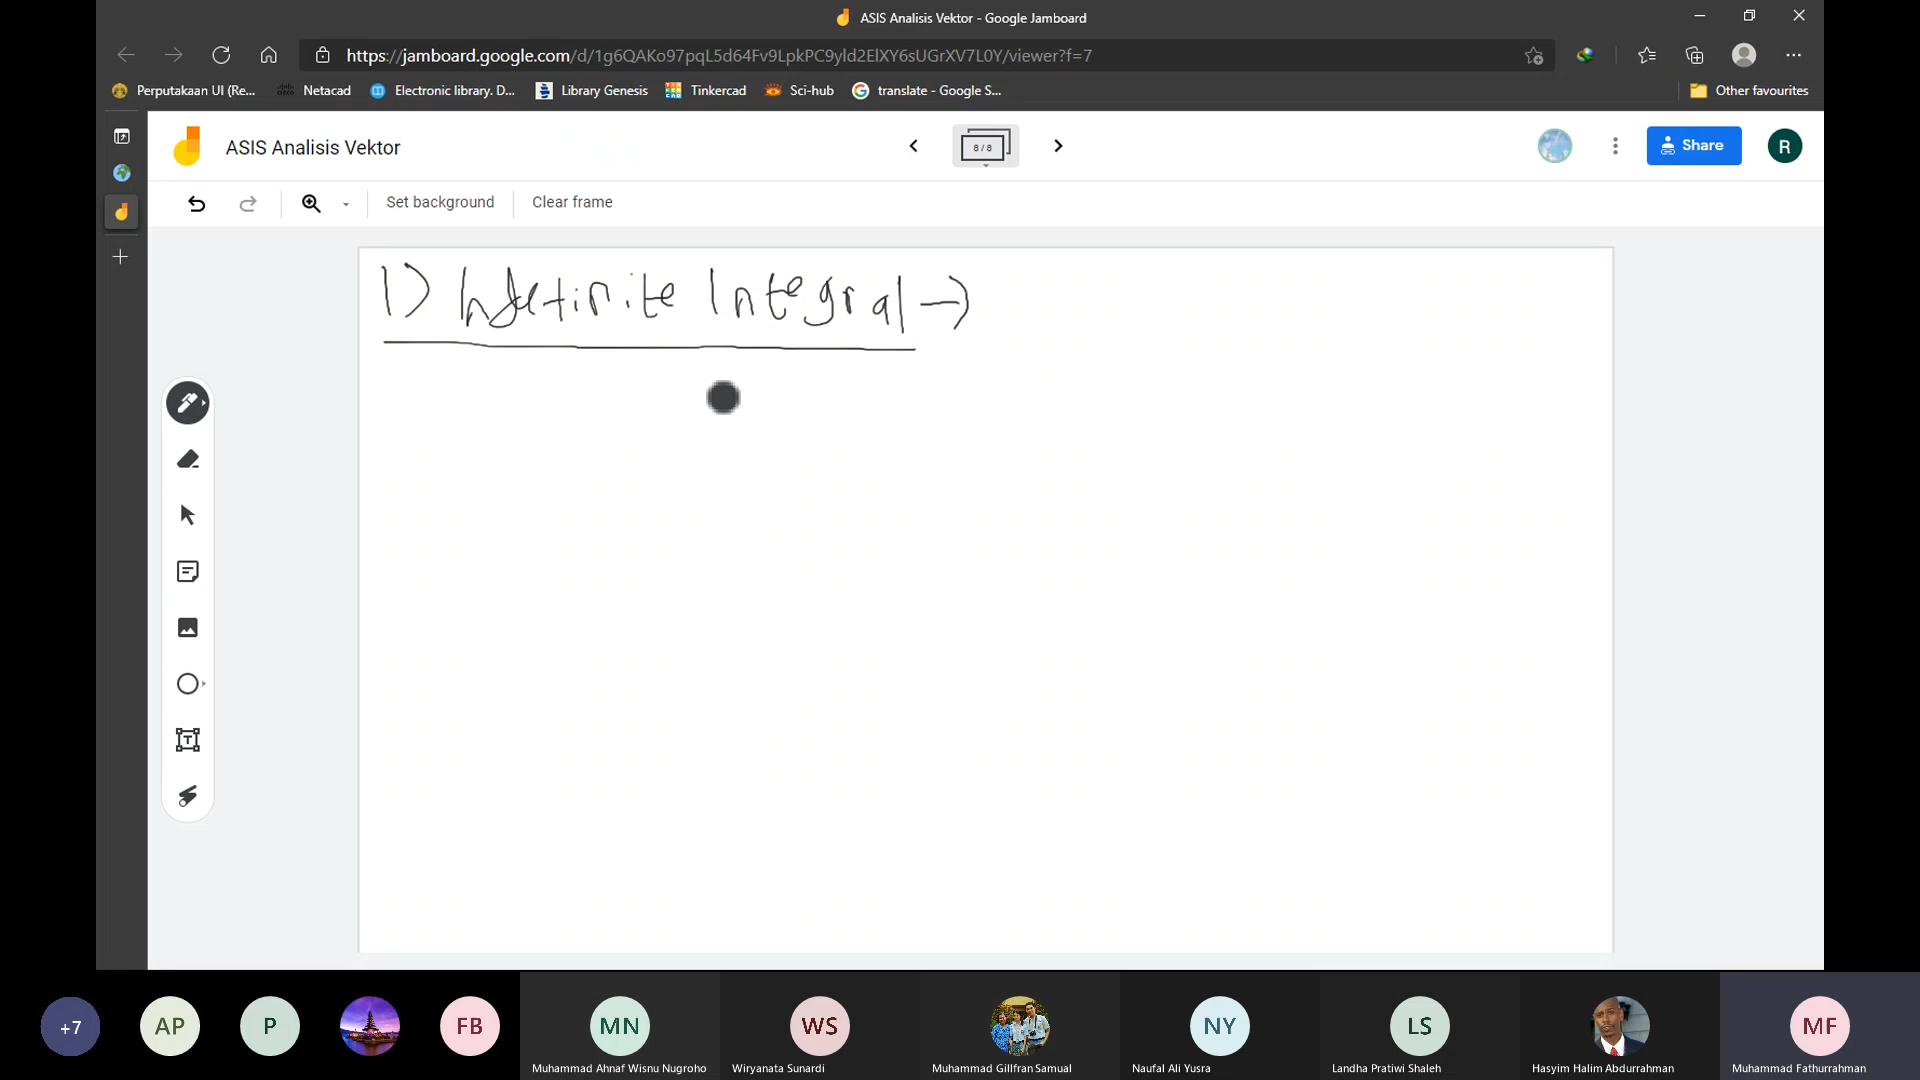 ASIS Analisis Vektor - Google Jamboard
https://jamboard.google.com/d/1g6QAKo97pqL5d64Fv9LpkPC9yld2ElXY6sUGrXV7L0Y/viewer?f=7
Perputakaan UI (Re... Netacad Electronic library. D... Library Genesis Tinkercad Sci-hub translate - Google S... Other favourites
ASIS Analisis Vektor
8 / 8
Share
R
Set background Clear frame
1) Indefinite Integral →
+7 AP P FB MN WS NY LS MF
Muhammad Ahnaf Wisnu Nugroho Wiryanata Sunardi Muhammad Gillfran Samual Naufal Ali Yusra Landha Pratiwi Shaleh Hasyim Halim Abdurrahman Muhammad Fathurrahman